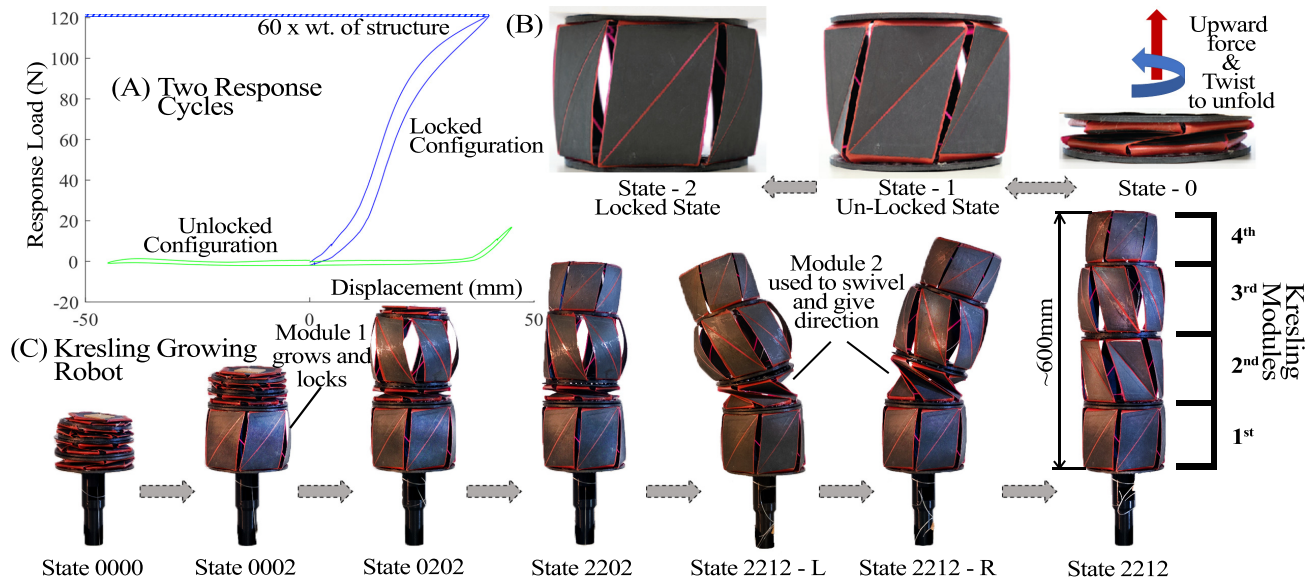 120
100
80
60
40
20
0
-20
Response Load (N)
60 x wt. of structure
(A) Two Response
Cycles
Locked
Configuration
Unlocked
Configuration
Displacement (mm)
-50
0
50
(B)
State - 2
Locked State
State - 1
Un-Locked State
State - 0
Upward
force
&
Twist
to unfold
(C) Kresling Growing
Robot
Module 1
grows and
locks
Module 2
used to swivel
and give
direction
~600mm
4th
3rd
2nd
1st
Kresling
Modules
State 0000
State 0002
State 0202
State 2202
State 2212 - L
State 2212 - R
State 2212